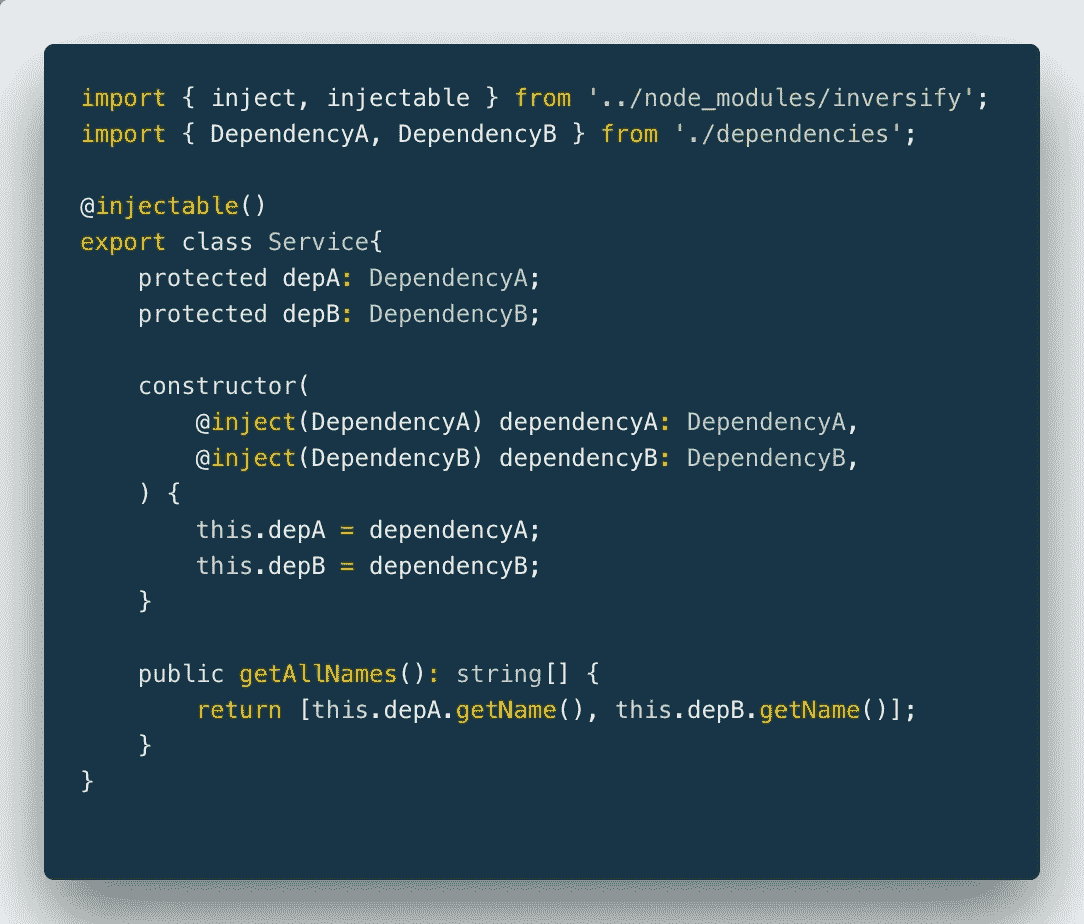 import { inject, injectable } from '../node_modules/inversify';
import { DependencyA, DependencyB } from './dependencies';
@injectable()
export class Service{
    protected depA: DependencyA;
    protected depB: DependencyB;
    constructor(
        @inject(DependencyA) dependencyA: DependencyA,
        @inject(DependencyB) dependencyB: DependencyB,
    ) {
        this.depA = dependencyA;
        this.depB = dependencyB;
    }
    public getAllNames(): string[] {
        return [this.depA.getName(), this.depB.getName()];
    }
}